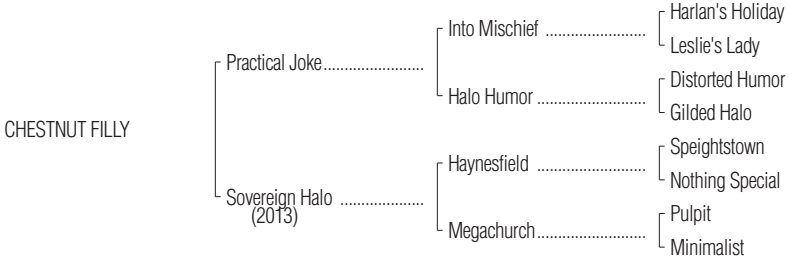 Harlan's Holiday
Into Mischief ........................
Leslie's Lady
Practical Joke........................
Distorted Humor
Halo Humor ..........................
Gilded Halo
CHESTNUT FILLY
Speightstown
Haynesfield ..........................
Nothing Special
Sovereign Halo ....................
(2013)
Pulpit
Megachurch..........................
Minimalist